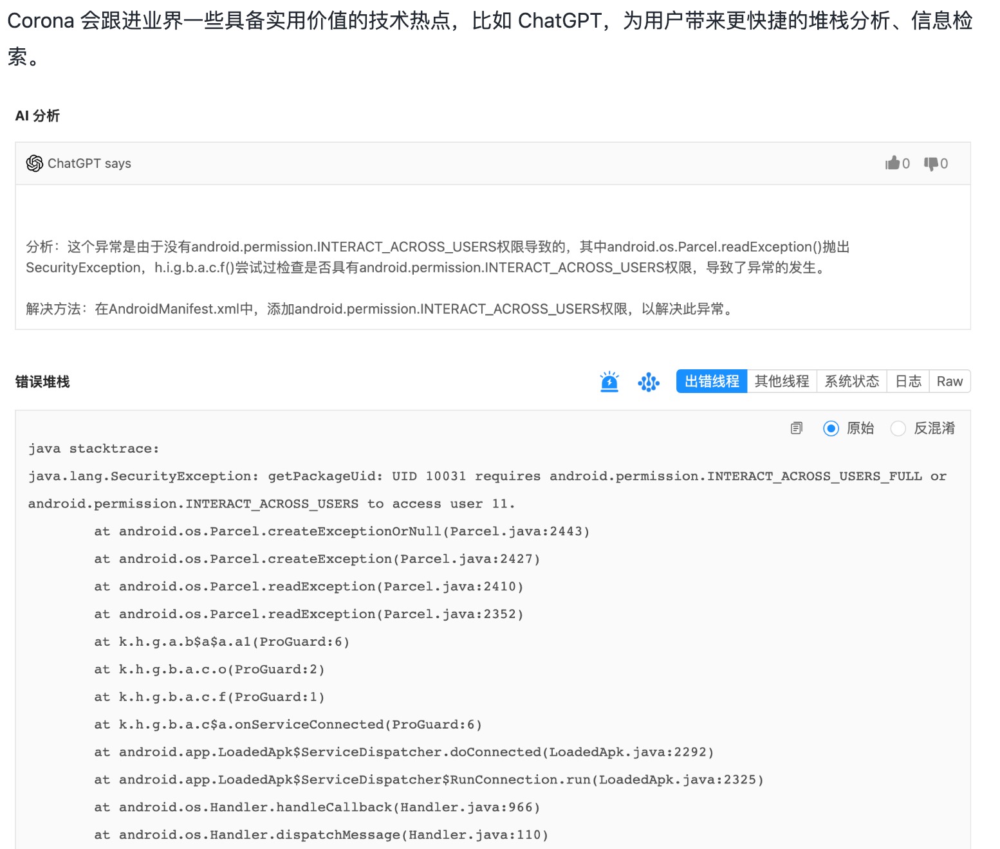 Corona 会跟进业界一些具备实用价值的技术热点，比如 ChatGPT，为用户带来更快捷的堆栈分析、信息检
索。
AI 分析
ChatGPT says
0
0
分析：这个异常是由于没有android.permission.INTERACT_ACROSS_USERS权限导致的，其中android.os.Parcel.readException()抛出
SecurityException，h.i.g.b.a.c.f()尝试过检查是否具有android.permission.INTERACT_ACROSS_USERS权限，导致了异常的发生。
解决方法：在AndroidManifest.xml中，添加android.permission.INTERACT_ACROSS_USERS权限，以解决此异常。
错误堆栈
出错线程 其他线程 系统状态 日志 Raw
原始 反混淆
java stacktrace:
java.lang.SecurityException: getPackageUid: UID 10031 requires android.permission.INTERACT_ACROSS_USERS_FULL or
android.permission.INTERACT_ACROSS_USERS to access user 11.
at android.os.Parcel.createExceptionOrNull(Parcel.java:2443)
at android.os.Parcel.createException(Parcel.java:2427)
at android.os.Parcel.readException(Parcel.java:2410)
at android.os.Parcel.readException(Parcel.java:2352)
at k.h.g.a.b$a$a.a1(ProGuard:6)
at k.h.g.b.a.c.o(ProGuard:2)
at k.h.g.b.a.c.f(ProGuard:1)
at k.h.g.b.a.c$a.onServiceConnected(ProGuard:6)
at android.app.LoadedApk$ServiceDispatcher.doConnected(LoadedApk.java:2292)
at android.app.LoadedApk$ServiceDispatcher$RunConnection.run(LoadedApk.java:2325)
at android.os.Handler.handleCallback(Handler.java:966)
at android.os.Handler.dispatchMessage(Handler.java:110)